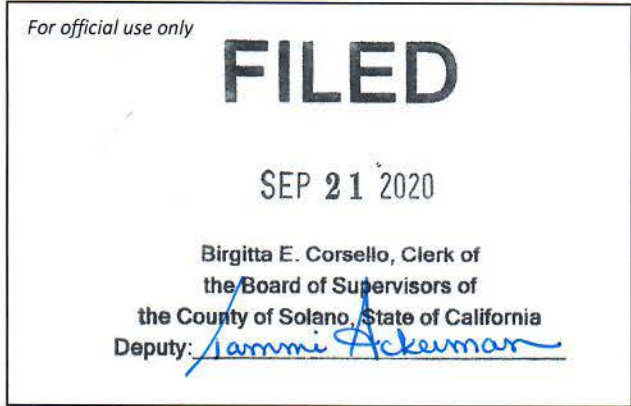 For official use only
FILED
SEP 21 2020
Birgitta E. Corsello, Clerk of
the Board of Supervisors of
the County of Solano, State of California
Deputy: Tammi Ackerman